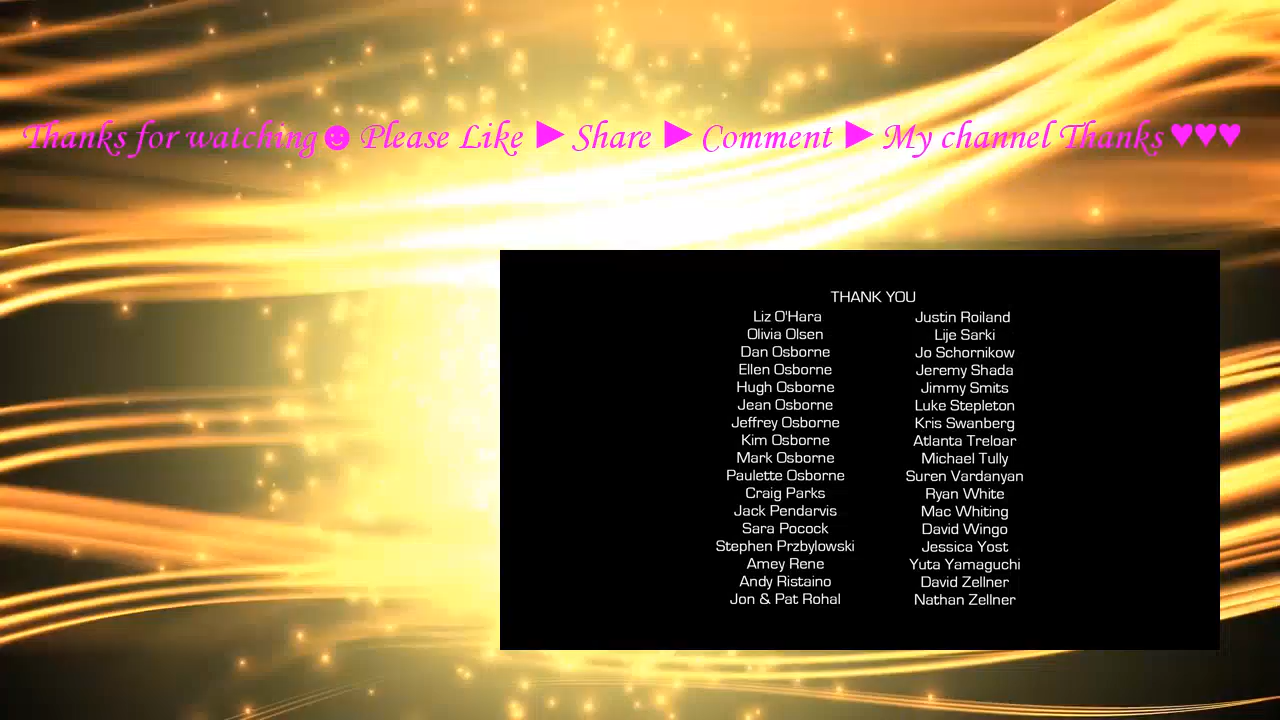 Thanks for watching☻ Please Like ► Share ► Comment ► My channel Thanks ♥♥♥
THANK YOU
Liz O'Hara
Olivia Olsen
Dan Osborne
Ellen Osborne
Hugh Osborne
Jean Osborne
Jeffrey Osborne
Kim Osborne
Mark Osborne
Paulette Osborne
Craig Parks
Jack Pendarvis
Sara Pocock
Stephen Przbylowski
Amey Rene
Andy Ristaino
Jon & Pat Rohal
Justin Roiland
Lije Sarki
Jo Schornikow
Jeremy Shada
Jimmy Smits
Luke Stepleton
Kris Swanberg
Atlanta Treloar
Michael Tully
Suren Vardanyan
Ryan White
Mac Whiting
David Wingo
Jessica Yost
Yuta Yamaguchi
David Zellner
Nathan Zellner